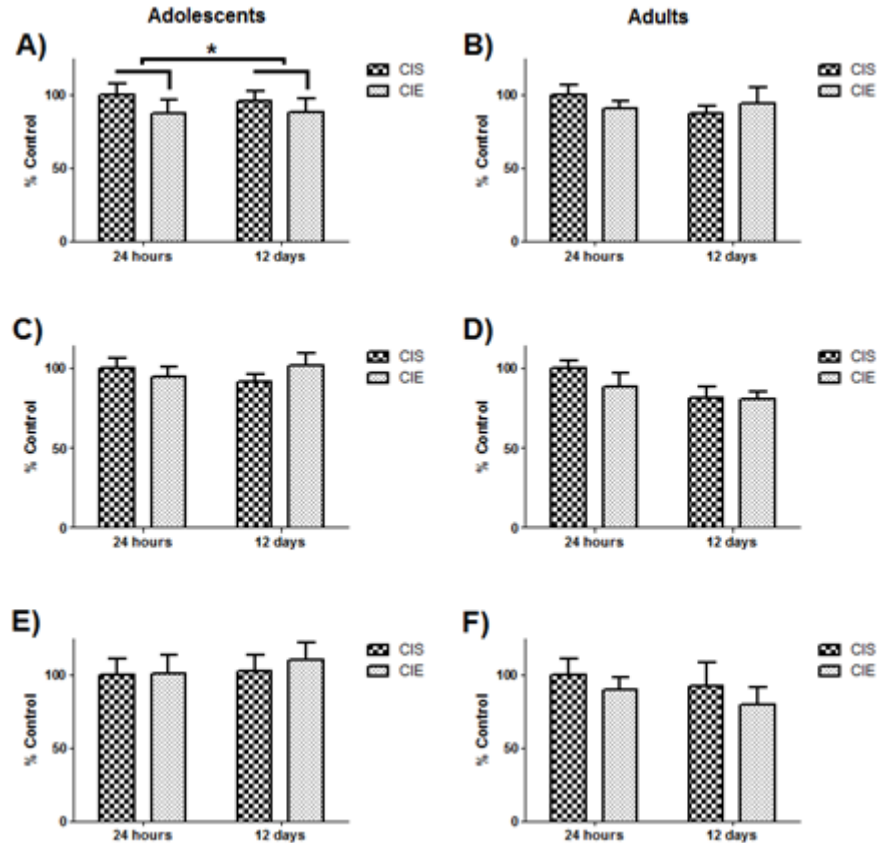 Adolescents
Adults
A)
*
% Control
100
50
0
24 hours
12 days
CIS
CIE
B)
% Control
100
50
0
24 hours
12 days
CIS
CIE
C)
% Control
100
50
0
24 hours
12 days
CIS
CIE
D)
% Control
100
50
0
24 hours
12 days
CIS
CIE
E)
% Control
100
50
0
24 hours
12 days
CIS
CIE
F)
% Control
100
50
0
24 hours
12 days
CIS
CIE